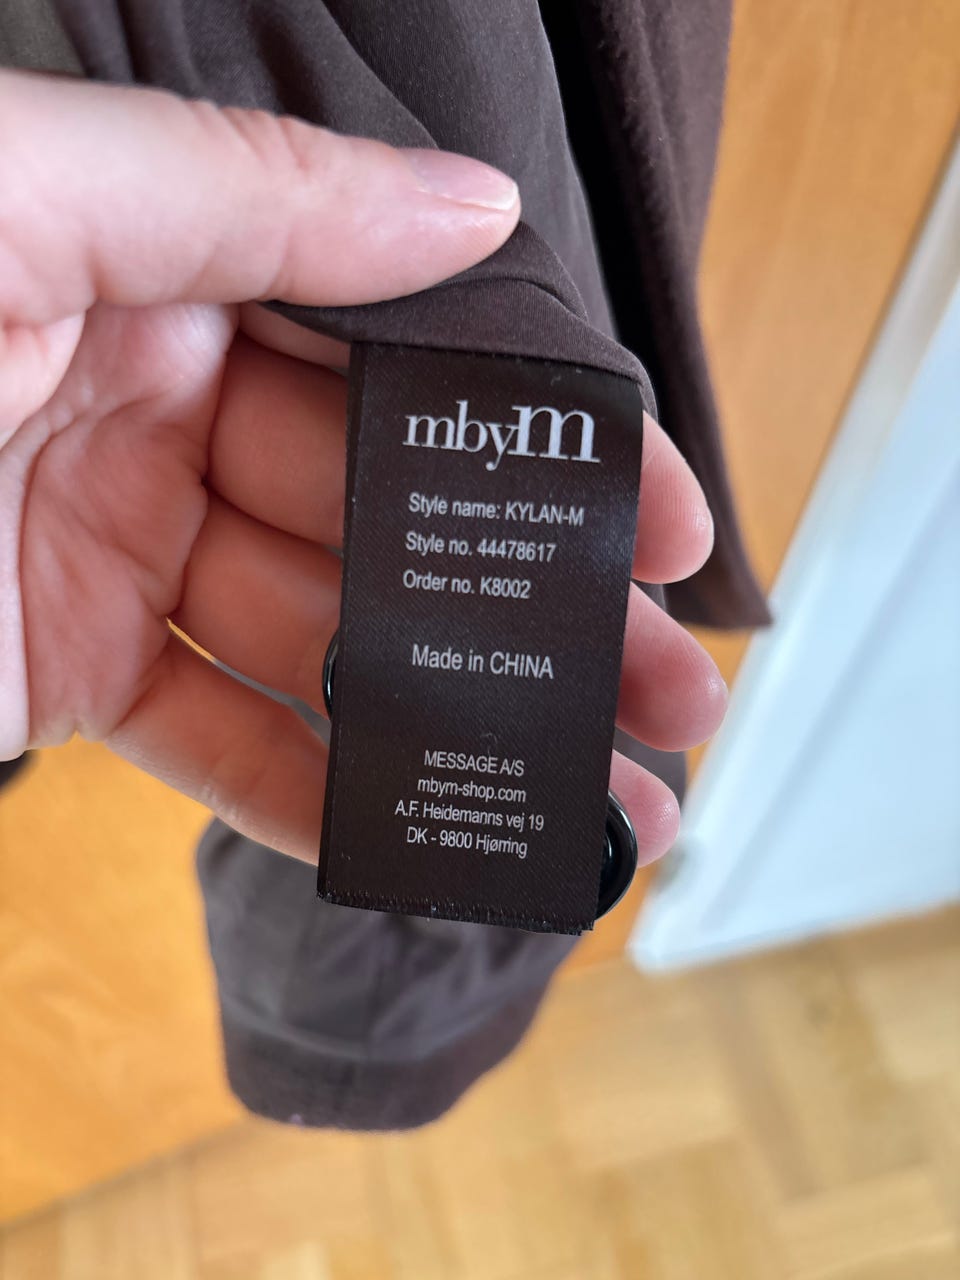 mbyM
Style name: KYLAN-M
Style no. 44478617
Order no. K8002
Made in CHINA
MESSAGE A/S
mbym-shop.com
A.F. Heidemanns vej 19
DK - 9800 Hjørring